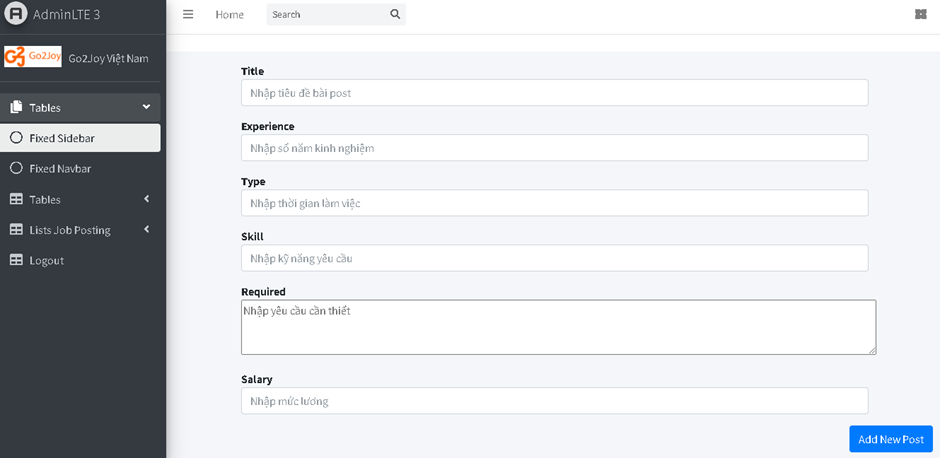 A AdminLTE 3
Home
Search
Go2Joy Go2Joy Việt Nam
Tables
Fixed Sidebar
Fixed Navbar
Tables
Lists Job Posting
Logout
Title
Nhập tiêu đề bài post
Experience
Nhập số năm kinh nghiệm
Type
Nhập thời gian làm việc
Skill
Nhập kỹ năng yêu cầu
Required
Nhập yêu cầu cần thiết
Salary
Nhập mức lương
Add New Post